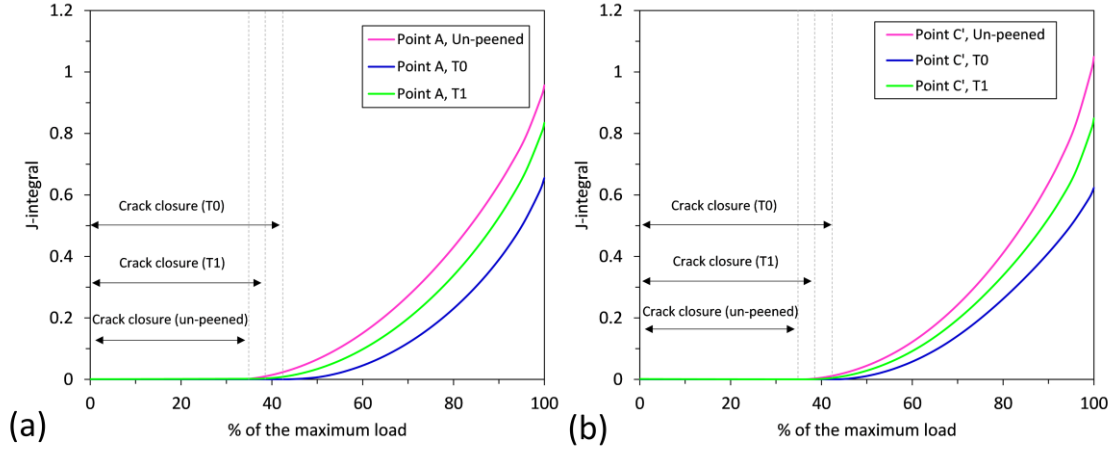 1.2
1
0.8
0.6
0.4
0.2
0
J-integral
Point A, Un-peened
Point A, T0
Point A, T1
Crack closure (T0)
Crack closure (T1)
Crack closure (un-peened)
0 20 40 60 80 100
% of the maximum load
(a)
1.2
1
0.8
0.6
0.4
0.2
0
J-integral
Point C', Un-peened
Point C', T0
Point C', T1
Crack closure (T0)
Crack closure (T1)
Crack closure (un-peened)
0 20 40 60 80 100
% of the maximum load
(b)